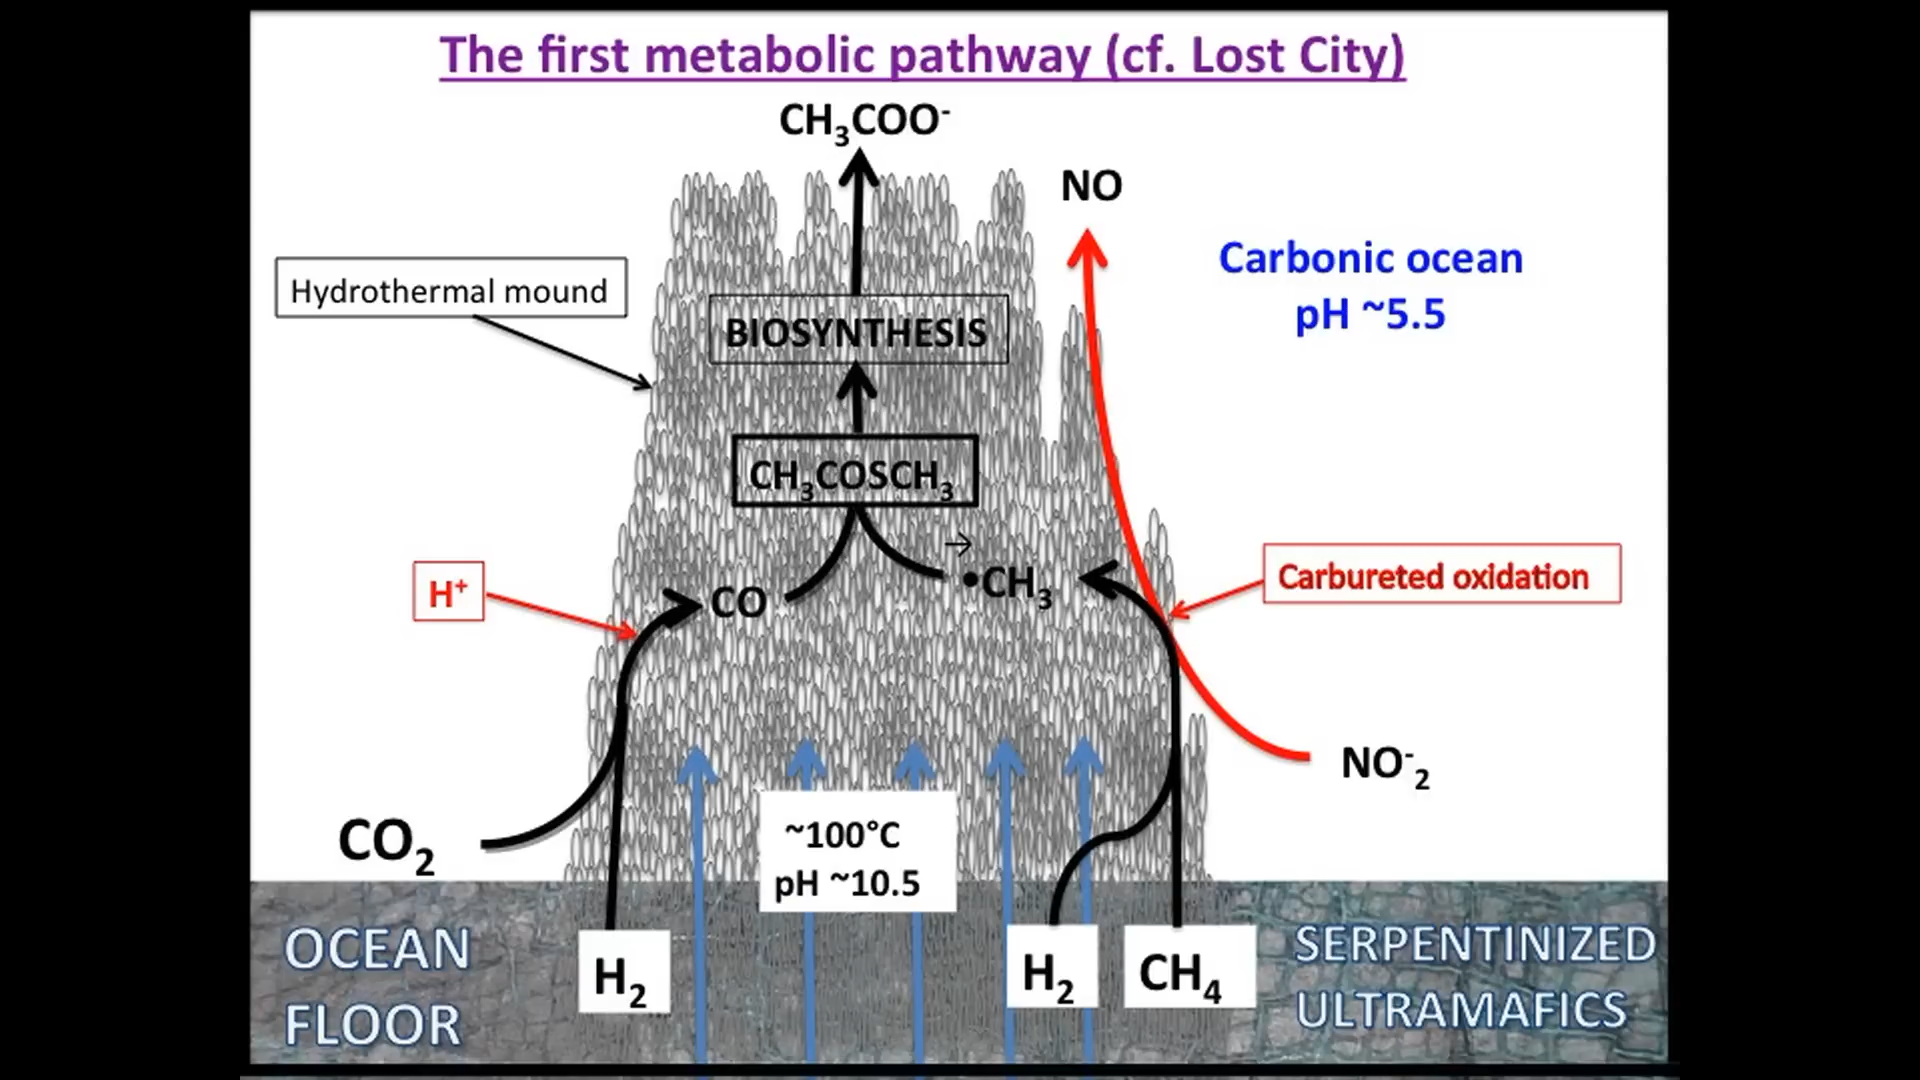 The first metabolic pathway (cf. Lost City)
CH₃COO⁻
NO
Carbonic ocean
pH ~5.5
Hydrothermal mound
BIOSYNTHESIS
CH₃COSCH₃
H⁺
CO
•CH₃
Carbureted oxidation
NO⁻₂
CO₂
~100°C
pH ~10.5
OCEAN
FLOOR
H₂
H₂
CH₄
SERPENTINIZED
ULTRAMAFICS